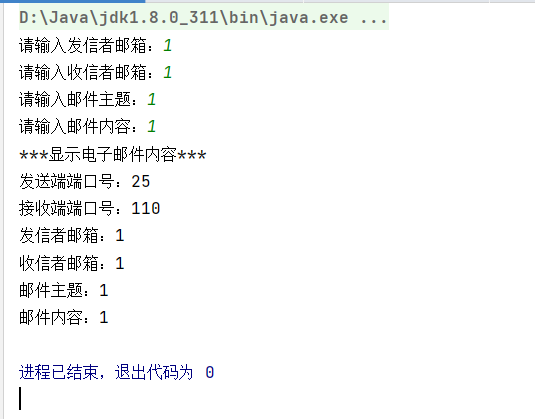 D:\Java\jdk1.8.0_311\bin\java.exe ...
请输入发信者邮箱：1
请输入收信者邮箱：1
请输入邮件主题：1
请输入邮件内容：1
***显示电子邮件内容***
发送端端口号：25
接收端端口号：110
发信者邮箱：1
收信者邮箱：1
邮件主题：1
邮件内容：1
进程已结束，退出代码为 0